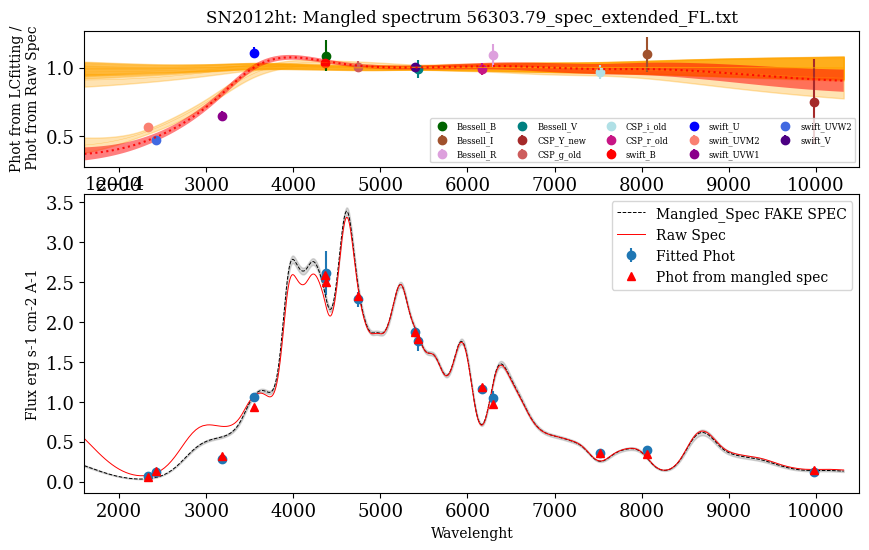 SN2012ht: Mangled spectrum 56303.79_spec_extended_FL.txt
Phot from LCfitting /
Phot from Raw Spec
1.0
0.5
Bessell_B Bessell_V CSP_i_old swift_U swift_UVW2
Bessell_I CSP_Y_new CSP_r_old swift_UVM2 swift_V
Bessell_R CSP_g_old swift_B swift_UVW1
2000 3000 4000 5000 6000 7000 8000 9000 10000
1e−14
Flux erg s-1 cm-2 A-1
3.5
3.0
2.5
2.0
1.5
1.0
0.5
0.0
Mangled_Spec FAKE SPEC
Raw Spec
Fitted Phot
Phot from mangled spec
2000 3000 4000 5000 6000 7000 8000 9000 10000
Wavelenght